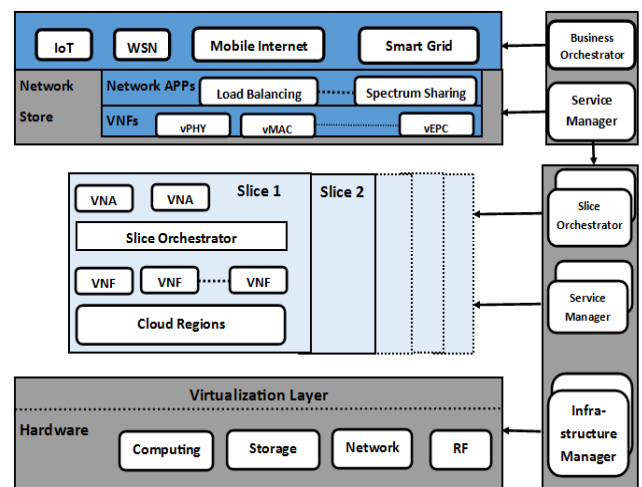 IoT
WSN
Mobile Internet
Smart Grid
Business
Orchestrator
Network
Store
Network APPs
Load Balancing
Spectrum Sharing
VNFs
vPHY
vMAC
vEPC
Service
Manager
Slice 1
Slice 2
VNA
VNA
Slice Orchestrator
VNF
VNF
VNF
Cloud Regions
Slice
Orchestrator
Service
Manager
Virtualization Layer
Hardware
Computing
Storage
Network
RF
Infra-
structure
Manager